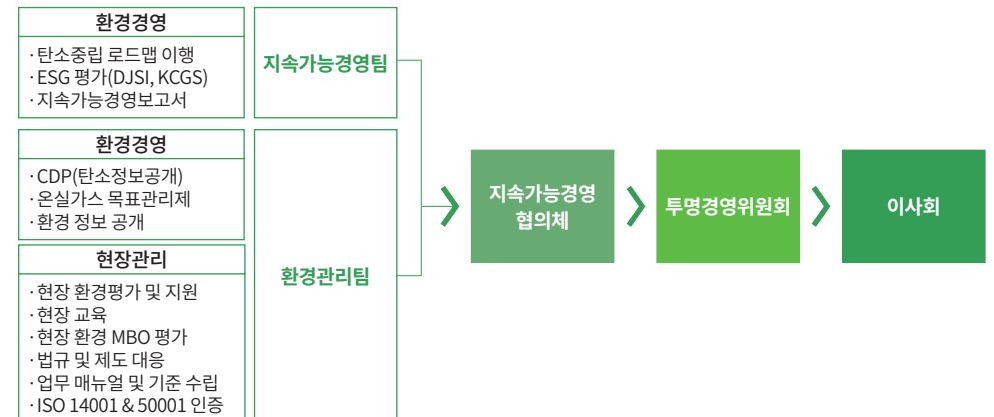 환경경영
·탄소중립 로드맵 이행
·ESG 평가(DJSI, KCGS)
·지속가능경영보고서
지속가능경영팀
환경경영
·CDP(탄소정보공개)
·온실가스 목표관리제
·환경 정보 공개
현장관리
·현장 환경평가 및 지원
·현장 교육
·현장 환경 MBO 평가
·법규 및 제도 대응
·업무 매뉴얼 및 기준 수립
·ISO 14001 & 50001 인증
환경관리팀
지속가능경영
협의체
투명경영위원회
이사회